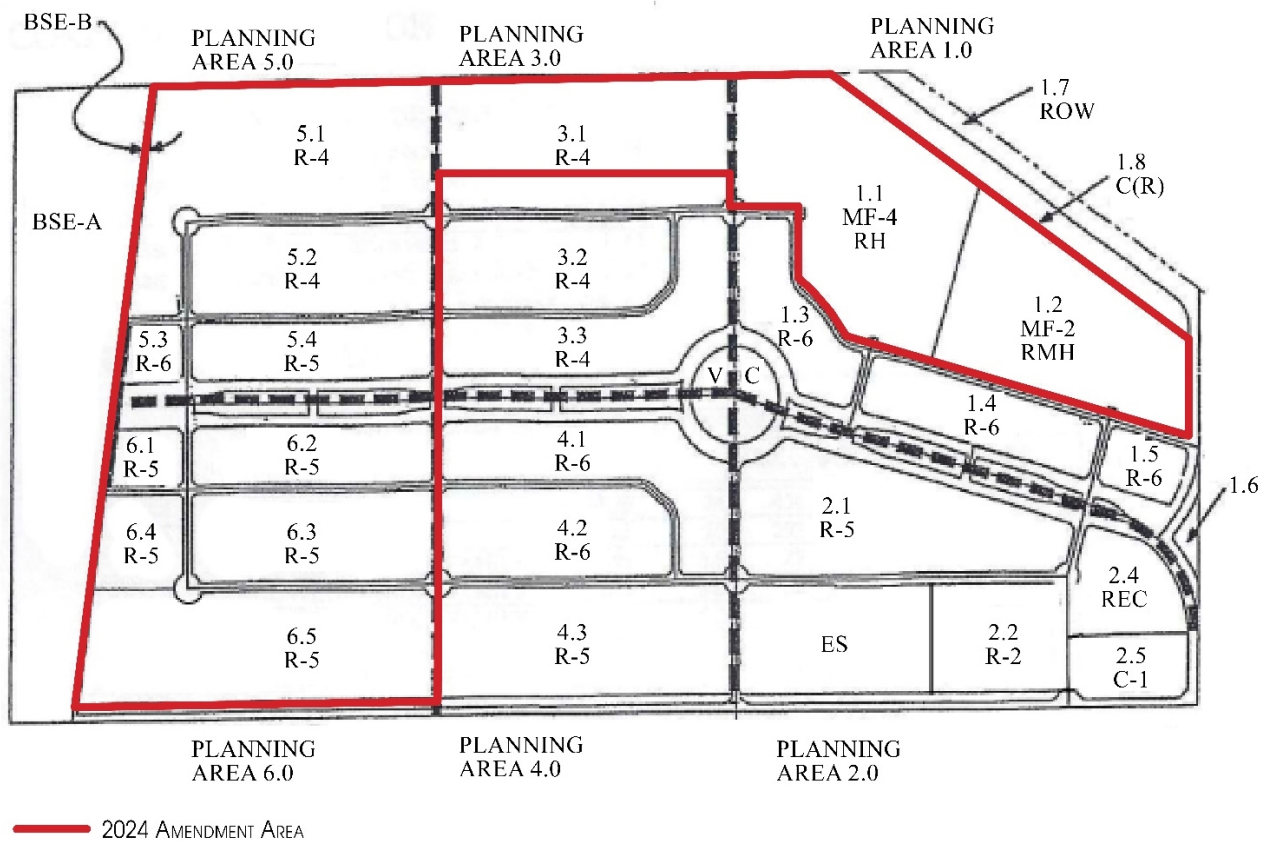 BSE-B
PLANNING
AREA 5.0
PLANNING
AREA 3.0
PLANNING
AREA 1.0
1.7
ROW
1.8
C(R)
5.1
R-4
3.1
R-4
1.1
MF-4
RH
BSE-A
5.2
R-4
3.2
R-4
1.2
MF-2
RMH
1.3
R-6
5.3
R-6
5.4
R-5
3.3
R-4
V C
1.4
R-6
6.1
R-5
6.2
R-5
4.1
R-6
1.5
R-6
1.6
2.1
R-5
6.4
R-5
6.3
R-5
4.2
R-6
2.4
REC
6.5
R-5
4.3
R-5
ES
2.2
R-2
2.5
C-1
PLANNING
AREA 6.0
PLANNING
AREA 4.0
PLANNING
AREA 2.0
2024 AMENDMENT AREA